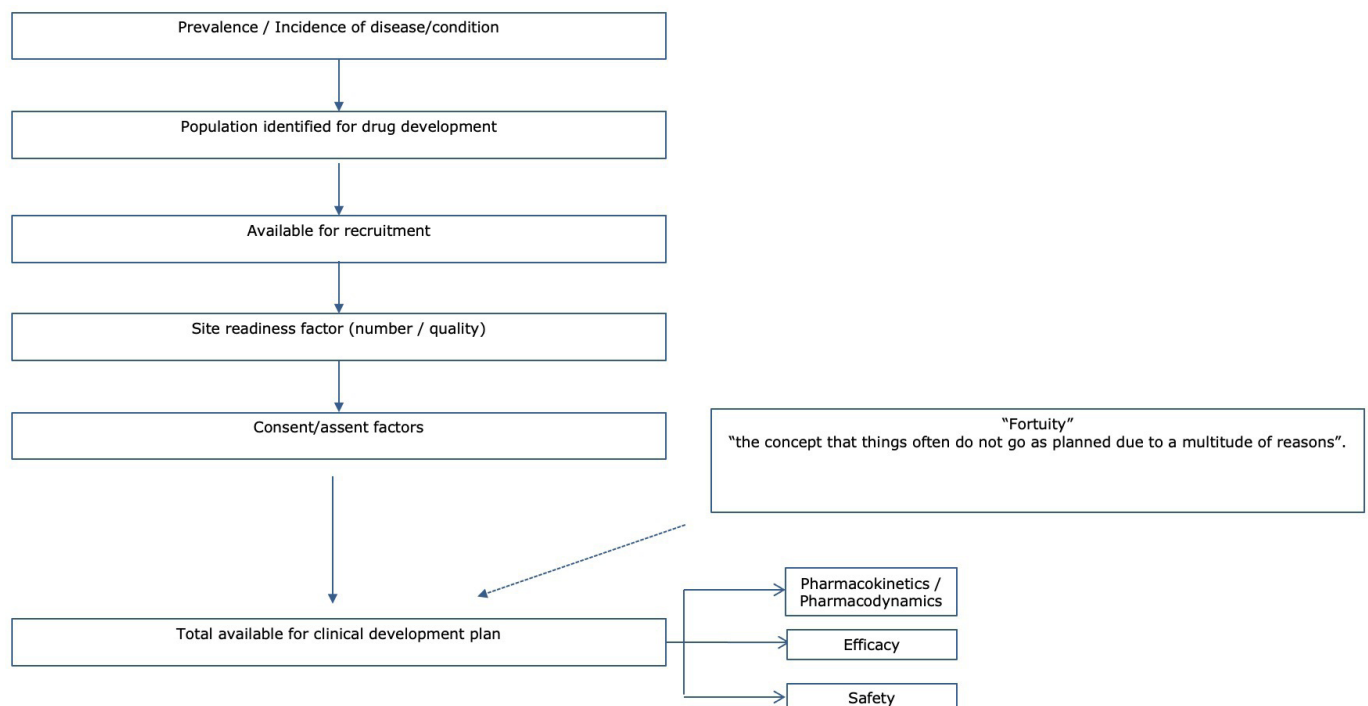 Prevalence / Incidence of disease/condition
Population identified for drug development
Available for recruitment
Site readiness factor (number / quality)
Consent/assent factors
“Fortuity”
“the concept that things often do not go as planned due to a multitude of reasons”.
Total available for clinical development plan
Pharmacokinetics /
Pharmacodynamics
Efficacy
Safety